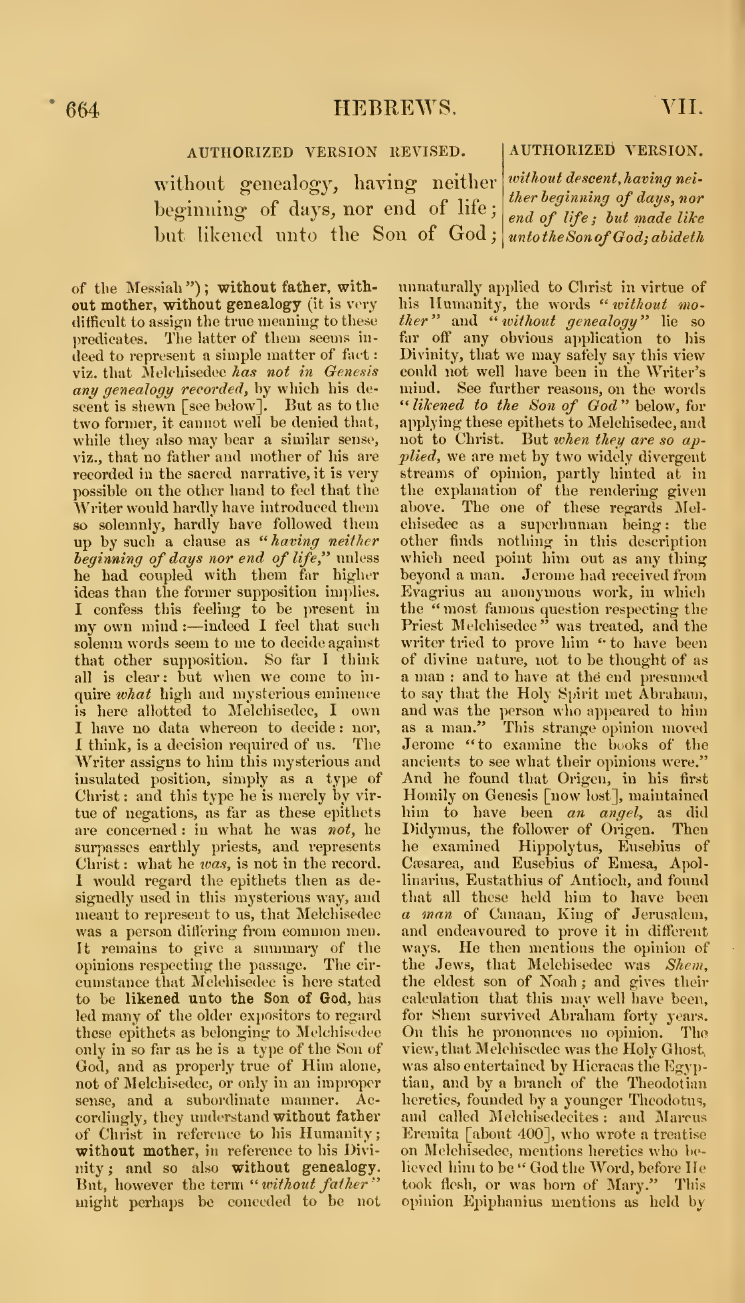 664 HEBREWS. VII.
AUTHORIZED VERSION REVISED.
without genealogy, having neither
beginning of days, nor end of life;
but likened unto the Son of God;
AUTHORIZED VERSION.
without descent, having nei-
ther beginning of days, nor
end of life; but made like
unto the Son of God; abideth
of the Messiah”); without father, with-
out mother, without genealogy (it is very
difficult to assign the true meaning to these
predicates. The latter of them seems in-
deed to represent a simple matter of fact:
viz. that Melchisedec has not in Genesis
any genealogy recorded, by which his de-
scent is shewn [see below]. But as to the
two former, it cannot well be denied that,
while they also may bear a similar sense,
viz., that no father and mother of his are
recorded in the sacred narrative, it is very
possible on the other hand to feel that the
Writer would hardly have introduced them
so solemnly, hardly have followed them
up by such a clause as “having neither
beginning of days nor end of life,” unless
he had coupled with them far higher
ideas than the former supposition implies.
I confess this feeling to be present in
my own mind:—indeed I feel that such
solemn words seem to me to decide against
that other supposition. So far I think
all is clear: but when we come to in-
quire what high and mysterious eminence
is here allotted to Melchisedec, I own
I have no data whereon to decide: nor,
I think, is a decision required of us. The
Writer assigns to him this mysterious and
insulated position, simply as a type of
Christ: and this type he is merely by vir-
tue of negations, as far as these epithets
are concerned: in what he was not, he
surpasses earthly priests, and represents
Christ: what he was, is not in the record.
I would regard the epithets then as de-
signedly used in this mysterious way, and
meant to represent to us, that Melchisedec
was a person differing from common men.
It remains to give a summary of the
opinions respecting the passage. The cir-
cumstance that Melchisedec is here stated
to be likened unto the Son of God, has
led many of the older expositors to regard
these epithets as belonging to Melchisedec
only in so far as he is a type of the Son of
God, and as properly true of Him alone,
not of Melchisedec, or only in an improper
sense, and a subordinate manner. Ac-
cordingly, they understand without father
of Christ in reference to his Humanity;
without mother, in reference to his Divi-
nity; and so also without genealogy.
But, however the term “without father”
might perhaps be conceded to be not
unnaturally applied to Christ in virtue of
his Humanity, the words “without mo-
ther” and “without genealogy” lie so
far off any obvious application to his
Divinity, that we may safely say this view
could not well have been in the Writer's
mind. See further reasons, on the words
“likened to the Son of God” below, for
applying these epithets to Melchisedec, and
not to Christ. But when they are so ap-
plied, we are met by two widely divergent
streams of opinion, partly hinted at in
the explanation of the rendering given
above. The one of these regards Mel-
chisedec as a superhuman being: the
other finds nothing in this description
which need point him out as any thing
beyond a man. Jerome had received from
Evagrius an anonymous work, in which
the “most famous question respecting the
Priest Melchisedec” was treated, and the
writer tried to prove him “to have been
of divine nature, not to be thought of as
a man: and to have at the end presumed
to say that the Holy Spirit met Abraham,
and was the person who appeared to him
as a man.” This strange opinion moved
Jerome “to examine the books of the
ancients to see what their opinions were.”
And he found that Origen, in his first
Homily on Genesis [now lost], maintained
him to have been an angel, as did
Didymus, the follower of Origen. Then
he examined Hippolytus, Eusebius of
Cæsarea, and Eusebius of Emesa, Apol-
linarius, Eustathius of Antioch, and found
that all these held him to have been
a man of Canaan, King of Jerusalem,
and endeavoured to prove it in different
ways. He then mentions the opinion of
the Jews, that Melchisedec was Shem,
the eldest son of Noah; and gives their
calculation that this may well have been,
for Shem survived Abraham forty years.
On this he pronounces no opinion. The
view, that Melchisedec was the Holy Ghost,
was also entertained by Hieracas the Egyp-
tian, and by a branch of the Theodotian
heretics, founded by a younger Theodotus,
and called Melchisedecites: and Marcus
Eremita [about 400], who wrote a treatise
on Melchisedec, mentions heretics who be-
lieved him to be “God the Word, before He
took flesh, or was born of Mary.” This
opinion Epiphanius mentions as held by